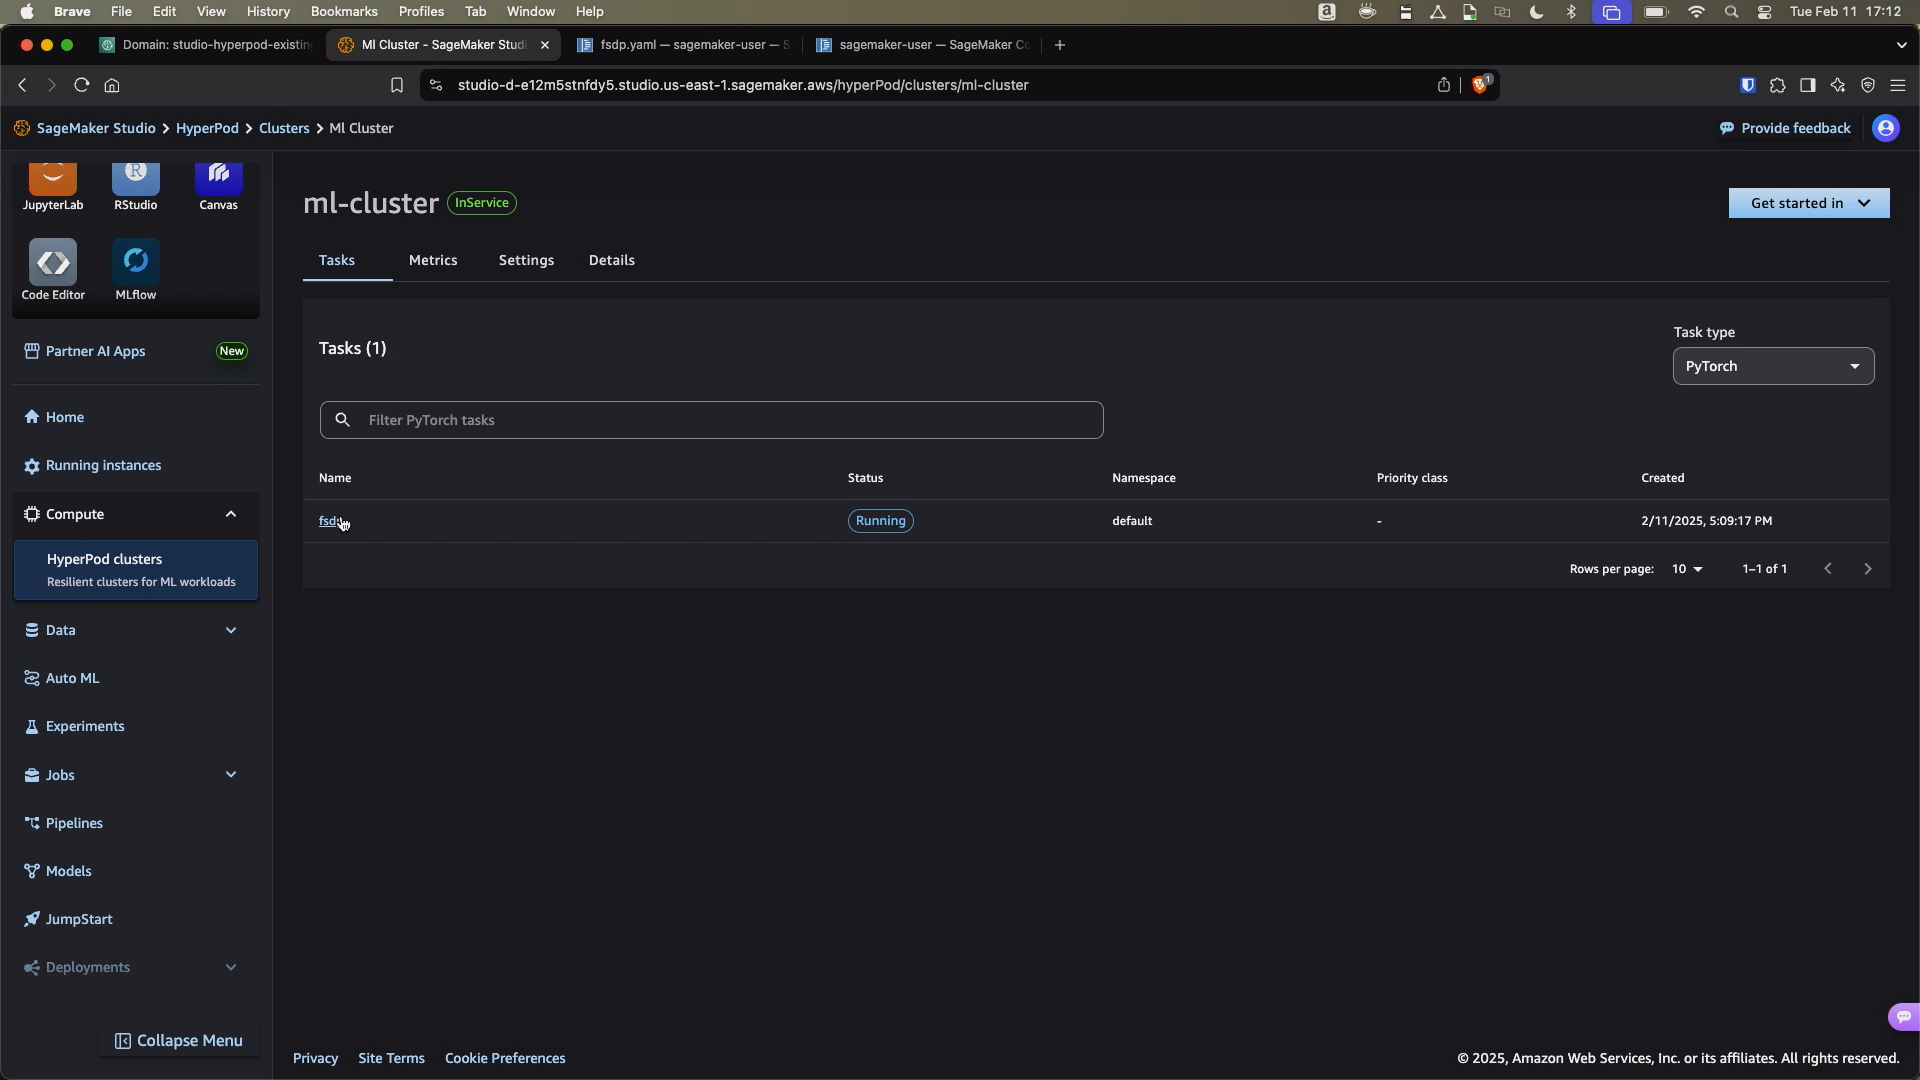 Brave File Edit View History Bookmarks Profiles Tab Window Help Tue Feb 11 17:12
Domain: studio-hyperpod-existin Ml Cluster - SageMaker Studi fsdp.yaml — sagemaker-user — S sagemaker-user — SageMaker Co
studio-d-e12m5stnfdy5.studio.us-east-1.sagemaker.aws/hyperPod/clusters/ml-cluster 1
SageMaker Studio > HyperPod > Clusters > Ml Cluster Provide feedback
JupyterLab RStudio Canvas
Code Editor MLflow
Partner AI Apps New
Home
Running instances
Compute
HyperPod clusters
Resilient clusters for ML workloads
Data
Auto ML
Experiments
Jobs
Pipelines
Models
JumpStart
Deployments
Collapse Menu
ml-cluster InService Get started in
Tasks Metrics Settings Details
Tasks (1)
Task type
PyTorch
Filter PyTorch tasks
Name Status Namespace Priority class Created
Running default - 2/11/2025, 5:09:17 PM
Rows per page: 10 1–1 of 1
Privacy Site Terms Cookie Preferences © 2025, Amazon Web Services, Inc. or its affiliates. All rights reserved.